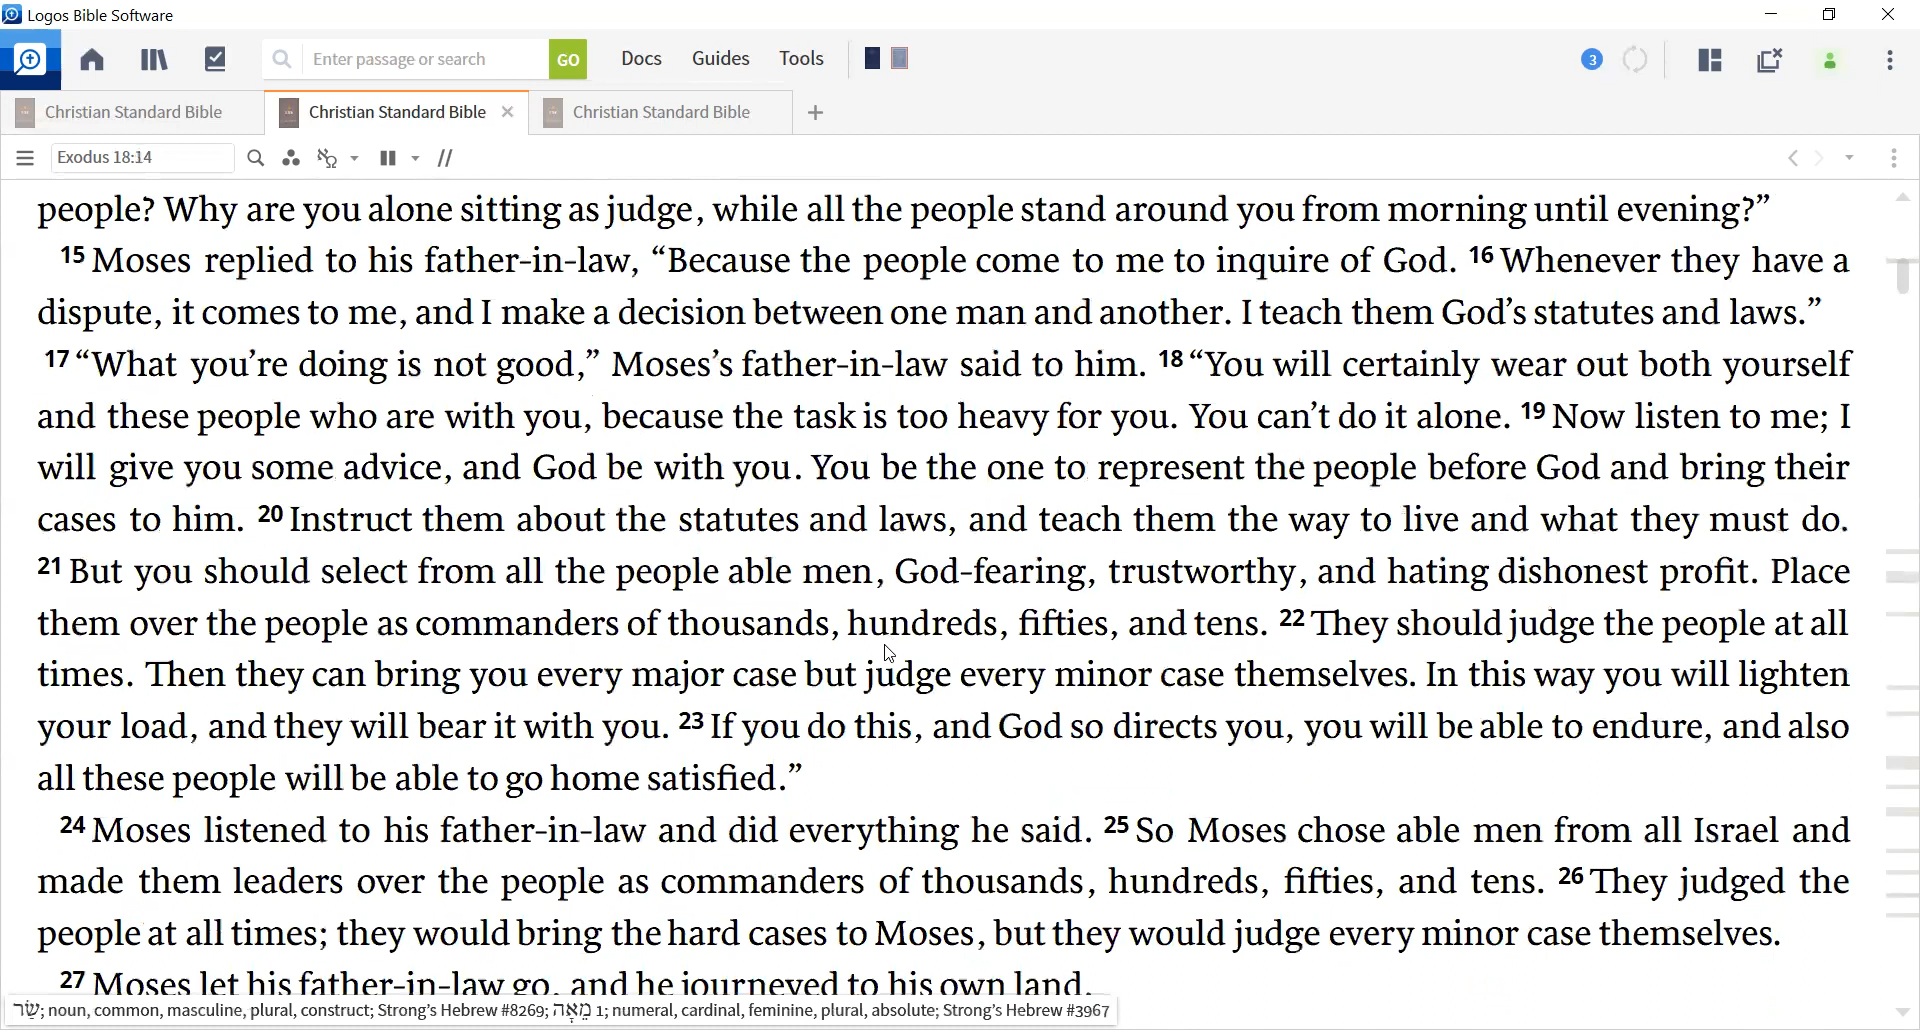 Logos Bible Software
Enter passage or search GO Docs Guides Tools 3
Christian Standard Bible Christian Standard Bible Christian Standard Bible
Exodus 18:14
people? Why are you alone sitting as judge, while all the people stand around you from morning until evening?”
15 Moses replied to his father-in-law, “Because the people come to me to inquire of God. 16 Whenever they have a
dispute, it comes to me, and I make a decision between one man and another. I teach them God’s statutes and laws.”
17 “What you’re doing is not good,” Moses’s father-in-law said to him. 18 “You will certainly wear out both yourself
and these people who are with you, because the task is too heavy for you. You can’t do it alone. 19 Now listen to me; I
will give you some advice, and God be with you. You be the one to represent the people before God and bring their
cases to him. 20 Instruct them about the statutes and laws, and teach them the way to live and what they must do.
21 But you should select from all the people able men, God-fearing, trustworthy, and hating dishonest profit. Place
them over the people as commanders of thousands, hundreds, fifties, and tens. 22 They should judge the people at all
times. Then they can bring you every major case but judge every minor case themselves. In this way you will lighten
your load, and they will bear it with you. 23 If you do this, and God so directs you, you will be able to endure, and also
all these people will be able to go home satisfied.”
24 Moses listened to his father-in-law and did everything he said. 25 So Moses chose able men from all Israel and
made them leaders over the people as commanders of thousands, hundreds, fifties, and tens. 26 They judged the
people at all times; they would bring the hard cases to Moses, but they would judge every minor case themselves.
27 Moses let his father-in-law go, and he journeyed to his own land.
שַׂר; noun, common, masculine, plural, construct; Strong’s Hebrew #8269; מֵאָה 1; numeral, cardinal, feminine, plural, absolute; Strong’s Hebrew #3967